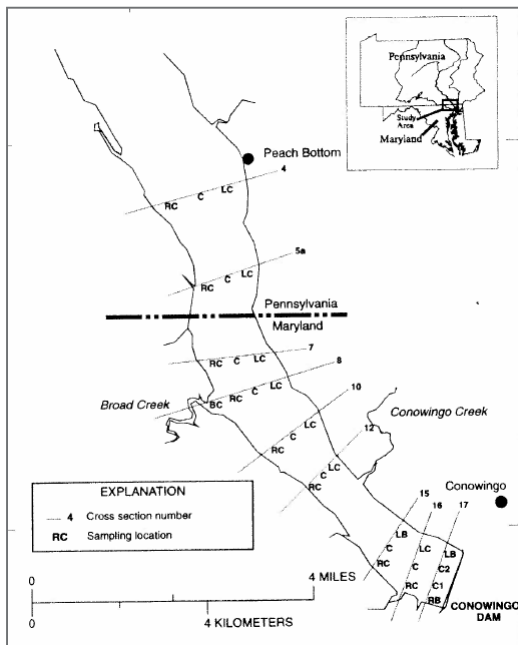 Pennsylvania
Study
Area
Maryland
Peach Bottom
4
LC
C
RC
5a
LC
C
RC
Pennsylvania
Maryland
7
RC C LC
8
Broad Creek
BC RC C LC
10
Conowingo Creek
LC
C
RC
12
LC
C
RC
Conowingo
15
16
17
LB
C
RC
LC
C
RC
LB
C2
C1
RB
EXPLANATION
4 Cross section number
RC Sampling location
0 4 MILES
0 4 KILOMETERS
CONOWINGO
DAM